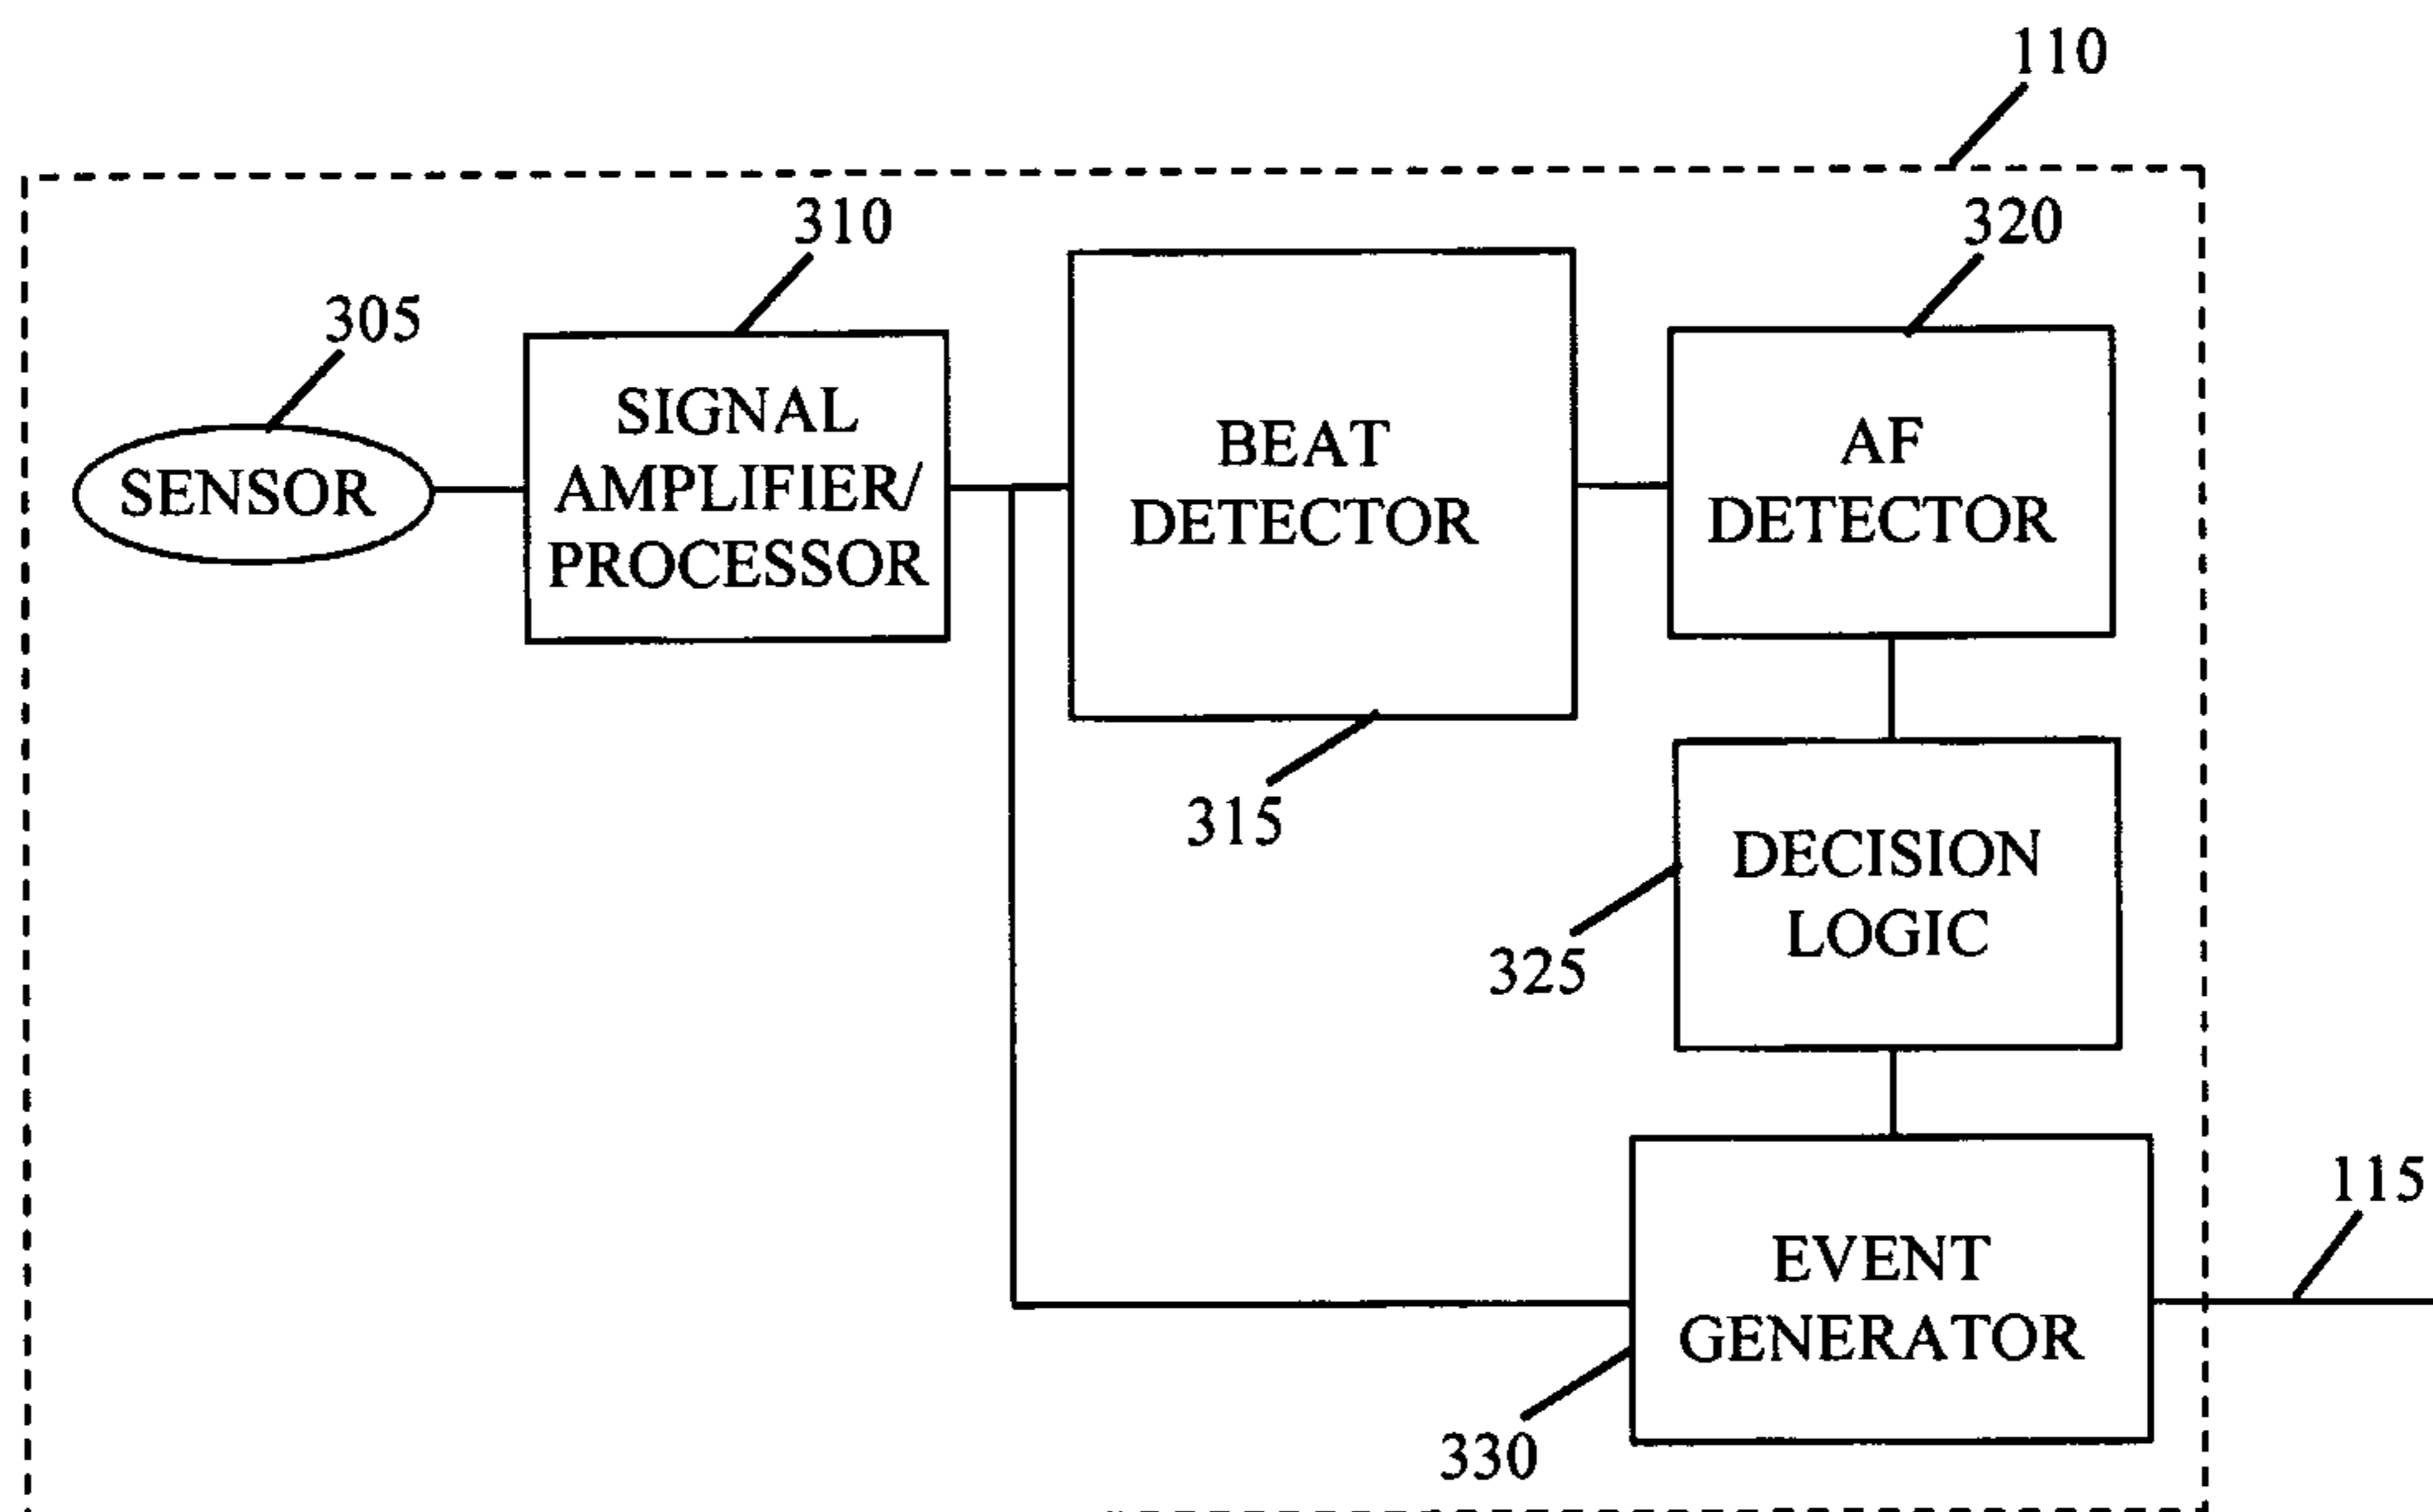 110
310
320
305
SIGNAL
AMPLIFIER/
PROCESSOR
SENSOR
BEAT
DETECTOR
AF
DETECTOR
315
DECISION
LOGIC
325
115
EVENT
GENERATOR
330